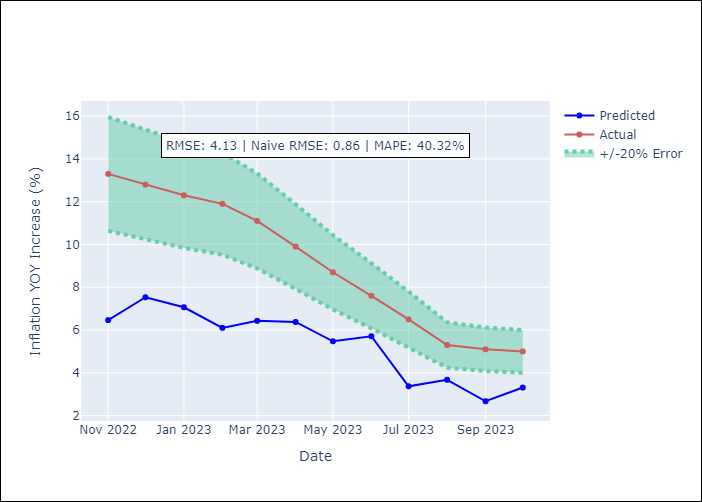 RMSE: 4.13 | Naive RMSE: 0.86 | MAPE: 40.32%
Predicted
Actual
+/-20% Error
Inflation YOY Increase (%)
16
14
12
10
8
6
4
2
Nov 2022 Jan 2023 Mar 2023 May 2023 Jul 2023 Sep 2023
Date